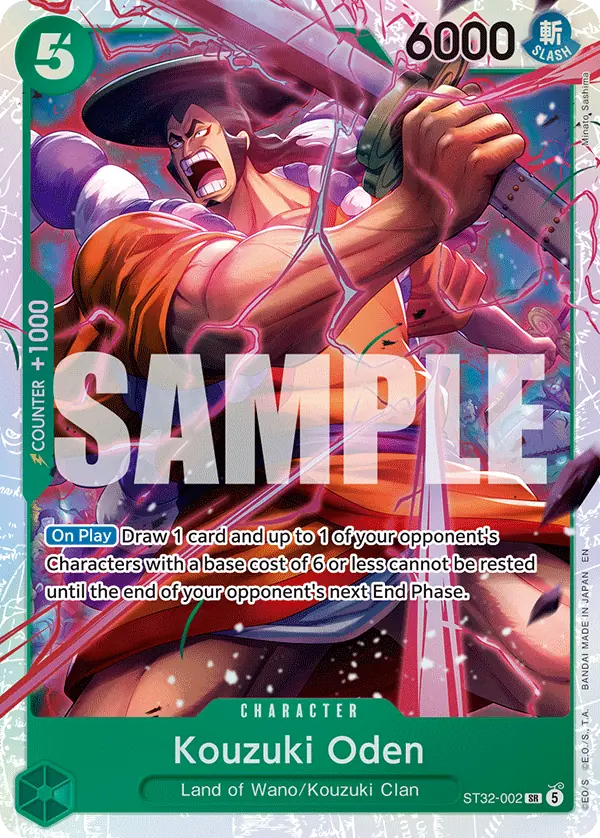 5
6000
斬
SLASH
Minato Sashima
COUNTER +1000
SAMPLE
On Play Draw 1 card and up to 1 of your opponent's
Characters with a base cost of 6 or less cannot be rested
until the end of your opponent's next End Phase.
©E.O./S., T.A. BANDAI MADE IN JAPAN EN
©EO/S
CHARACTER
Kouzuki Oden
Land of Wano/Kouzuki Clan
ST32-002 SR 5